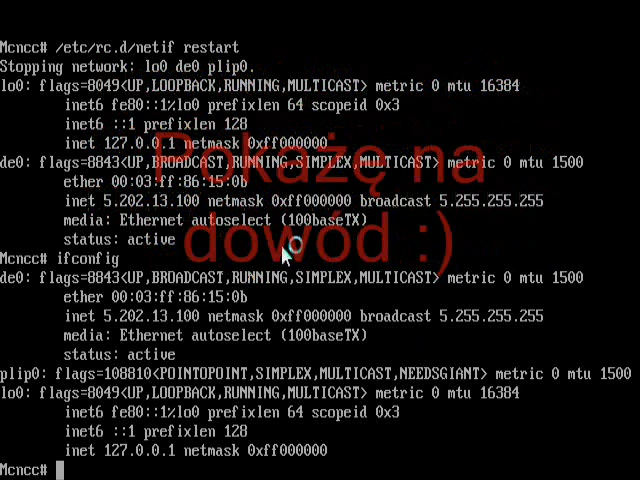 Mcncc# /etc/rc.d/netif restart
Stopping network: lo0 de0 plip0.
lo0: flags=8049<UP,LOOPBACK,RUNNING,MULTICAST> metric 0 mtu 16384
inet6 fe80::1%lo0 prefixlen 64 scopeid 0x3
inet6 ::1 prefixlen 128
inet 127.0.0.1 netmask 0xff000000
de0: flags=8843<UP,BROADCAST,RUNNING,SIMPLEX,MULTICAST> metric 0 mtu 1500
ether 00:03:ff:86:15:0b
inet 5.202.13.100 netmask 0xff000000 broadcast 5.255.255.255
media: Ethernet autoselect (100baseTX)
status: active
Mcncc# ifconfig
de0: flags=8843<UP,BROADCAST,RUNNING,SIMPLEX,MULTICAST> metric 0 mtu 1500
ether 00:03:ff:86:15:0b
inet 5.202.13.100 netmask 0xff000000 broadcast 5.255.255.255
media: Ethernet autoselect (100baseTX)
status: active
plip0: flags=108810<POINTOPOINT,SIMPLEX,MULTICAST,NEEDSGIANT> metric 0 mtu 1500
lo0: flags=8049<UP,LOOPBACK,RUNNING,MULTICAST> metric 0 mtu 16384
inet6 fe80::1%lo0 prefixlen 64 scopeid 0x3
inet6 ::1 prefixlen 128
inet 127.0.0.1 netmask 0xff000000
Mcncc#
Pokażę na
dowód :)